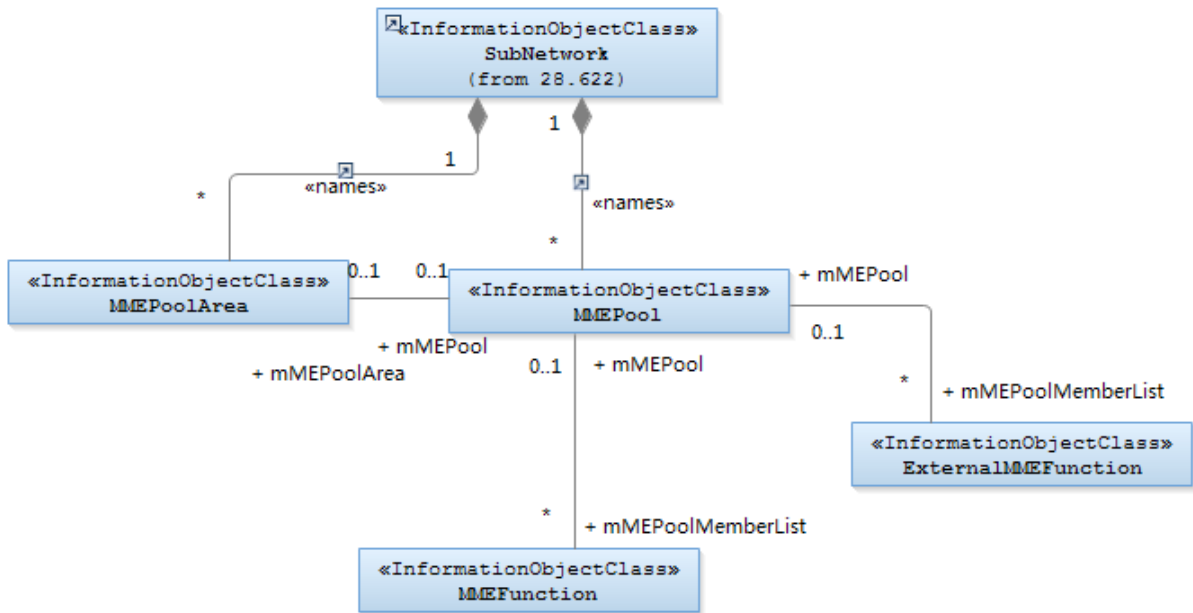 «InformationObjectClass»
SubNetwork
(from 28.622)
1
1
«names»
*
«names»
*
«InformationObjectClass»
MMEPoolArea
0..1
0..1
«InformationObjectClass»
MMEPool
+ mMEPool
0..1
+ mMEPool
+ mMEPoolArea
0..1
+ mMEPool
*
+ mMEPoolMemberList
«InformationObjectClass»
ExternalMMEFunction
*
+ mMEPoolMemberList
«InformationObjectClass»
MMEFunction